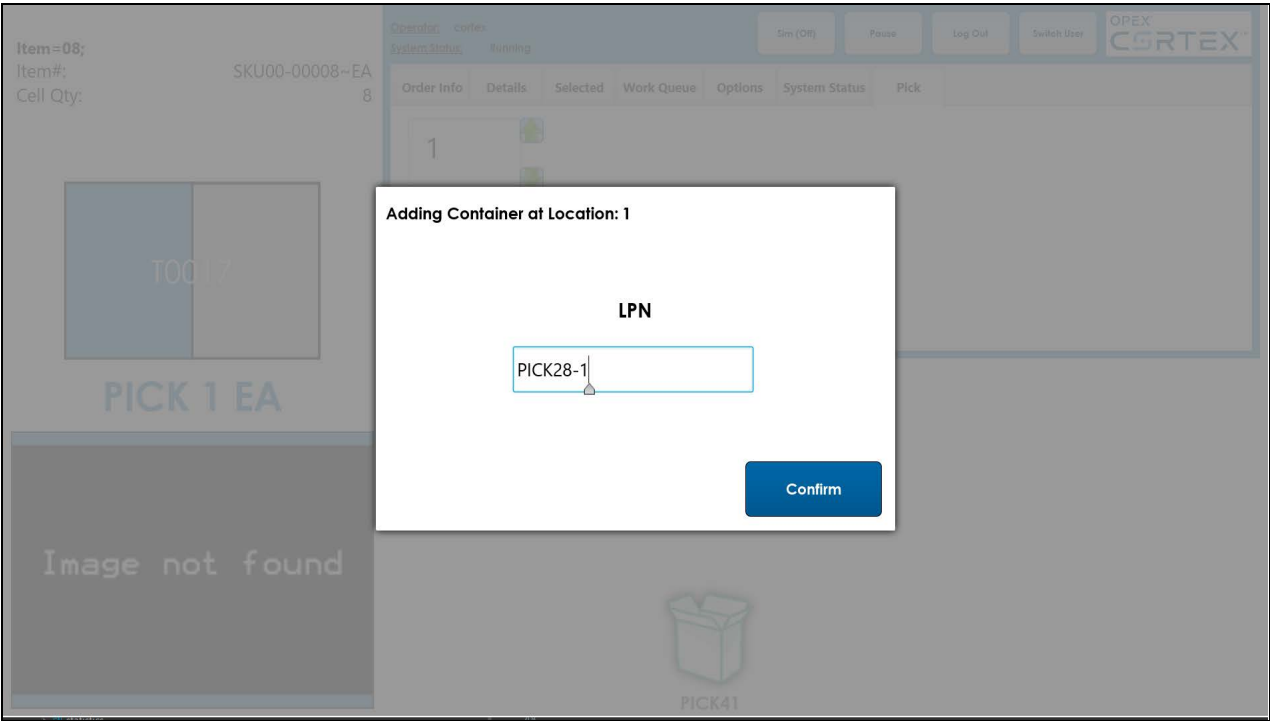 Item=08;
Item#: SKU00-00008~EA
Cell Qty: 8
T0017
PICK 1 EA
Image not found
Operator: cortes
System Status: Running
Sim (Off) Pause Log Out Switch User
OPEX
CORTEX
Order Info Details Selected Work Queue Options System Status Pick
1
Adding Container at Location: 1
LPN
PICK28-1
Confirm
PICK41